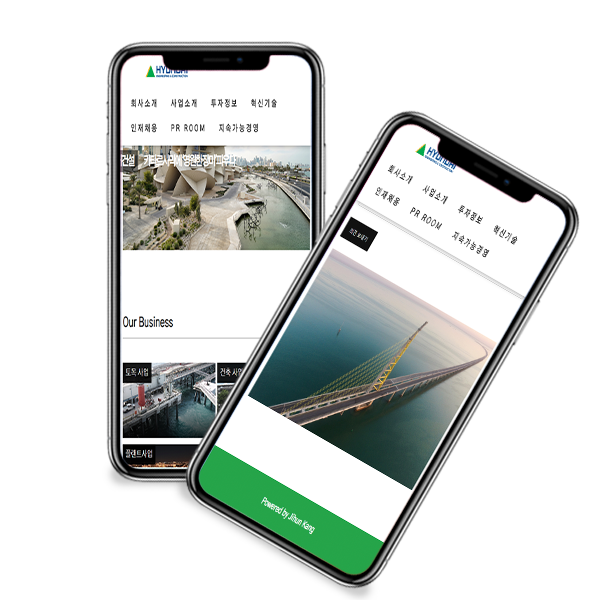 HYUNDAI
회사소개 사업소개 투자정보 혁신기술
인재채용 PR ROOM 지속가능경영
건설
Our Business
토목 사업
건축 사업
플랜트사업
HYUNDAI
회사소개 사업소개 투자정보 혁신기술
인재채용 PR ROOM 지속가능경영
Powered by Jihun Kang